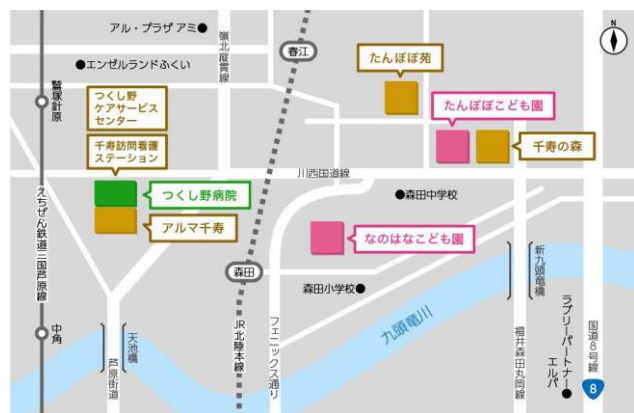 アル・プラザ アミ
エンゼルランドふくい
嶺北縦貫線
春江
たんぽぽ苑
鷲塚針原
つくし野
ケアサービス
センター
たんぽぽこども園
千寿訪問看護
ステーション
千寿の森
川西国道線
つくし野病院
森田中学校
えちぜん鉄道三国芦原線
アルマ千寿
なのはなこども園
森田
新九頭竜橋
森田小学校
九頭竜川
中角
天池橋
芦原街道
JR北陸本線
フェニックス通り
福井森田丸岡線
ラブリーパートナー
エルパ
国道8号線
8